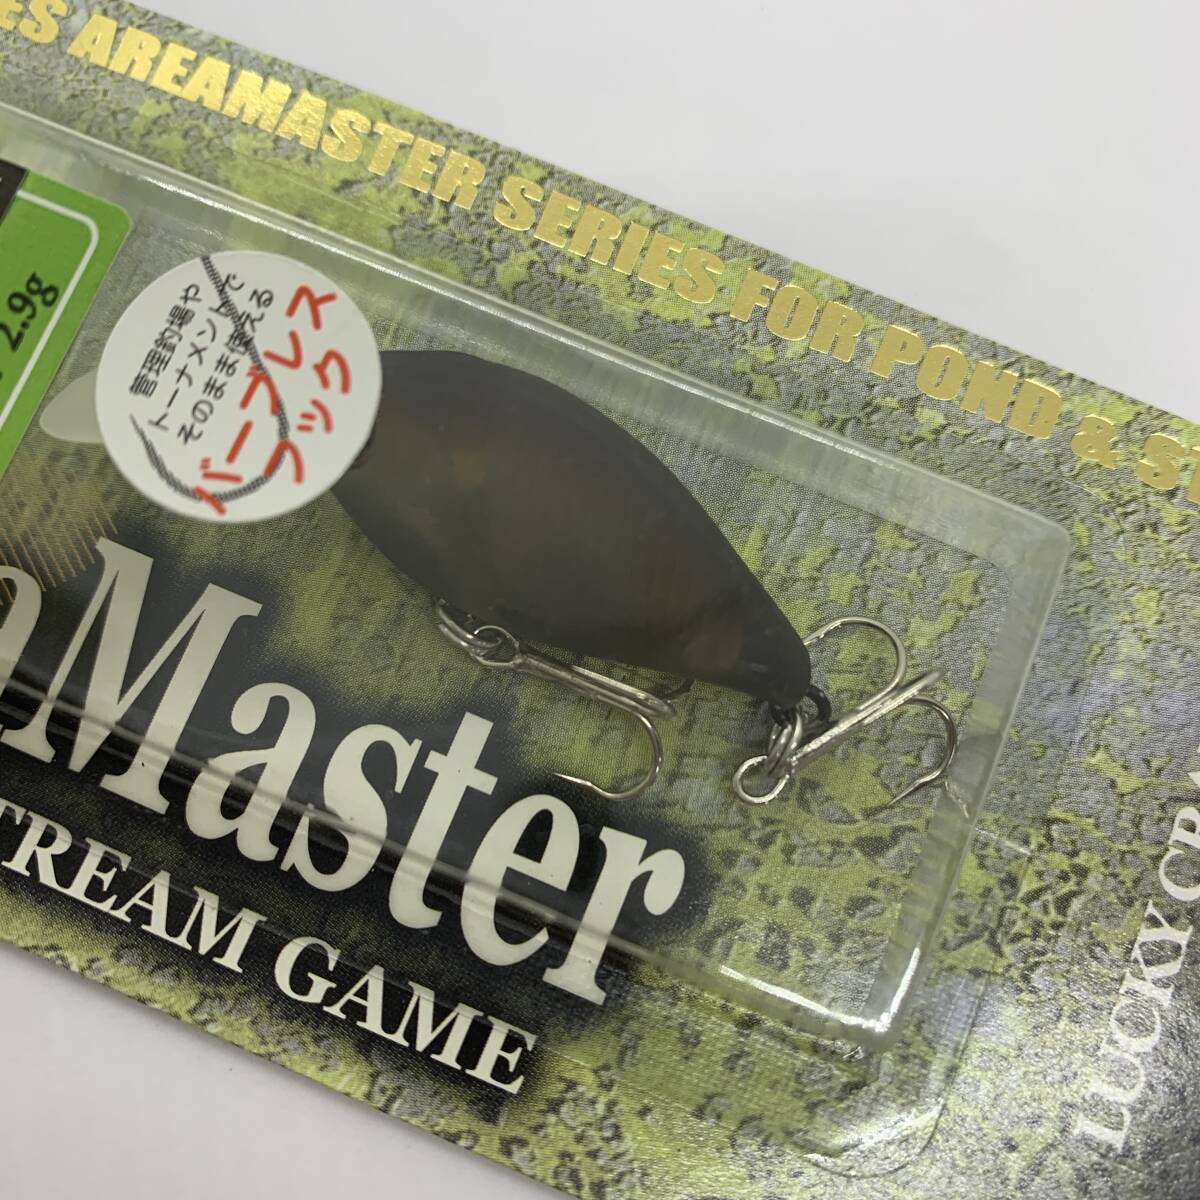 ES AREAMASTER SERIES FOR POND & S
2.9g
管理釣場や
トーナメントで
そのまま使える
バーブレス
フック
aMaster
TREAM GAME
LUCKY CRA